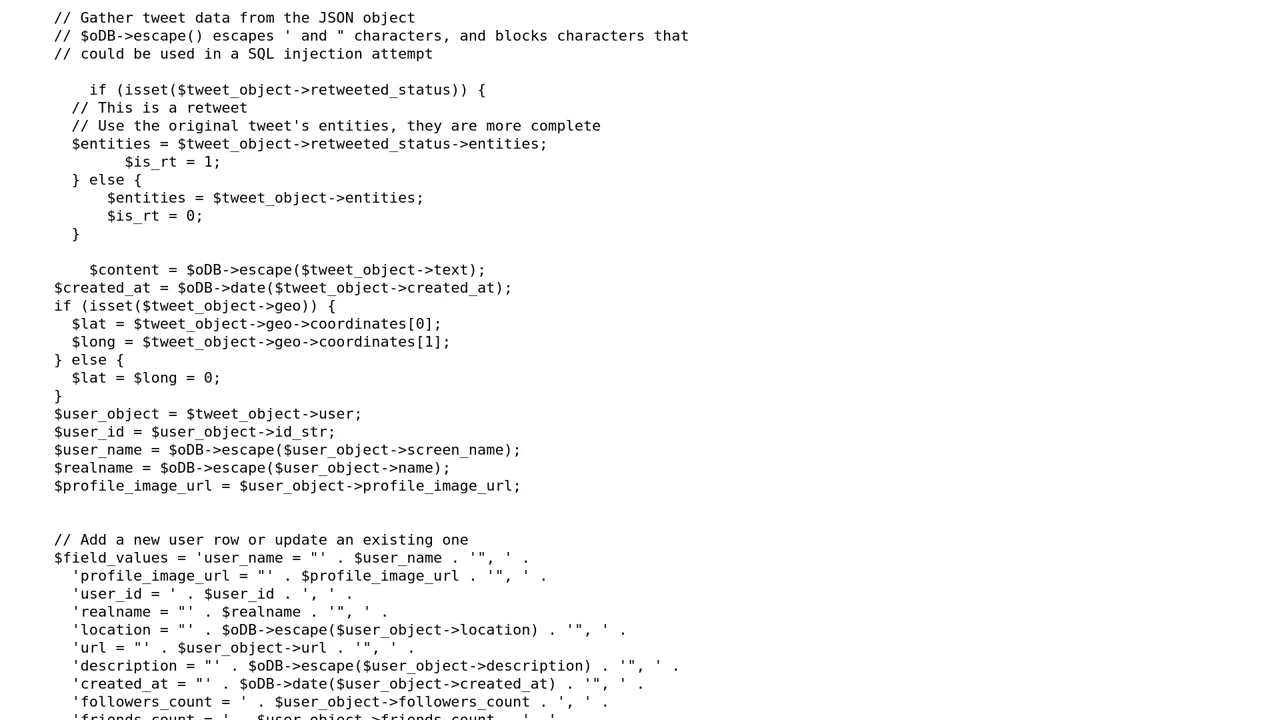 // Gather tweet data from the JSON object
// $oDB->escape() escapes ' and " characters, and blocks characters that
// could be used in a SQL injection attempt
if (isset($tweet_object->retweeted_status)) {
// This is a retweet
// Use the original tweet's entities, they are more complete
$entities = $tweet_object->retweeted_status->entities;
$is_rt = 1;
} else {
$entities = $tweet_object->entities;
$is_rt = 0;
}
$content = $oDB->escape($tweet_object->text);
$created_at = $oDB->date($tweet_object->created_at);
if (isset($tweet_object->geo)) {
$lat = $tweet_object->geo->coordinates[0];
$long = $tweet_object->geo->coordinates[1];
} else {
$lat = $long = 0;
}
$user_object = $tweet_object->user;
$user_id = $user_object->id_str;
$user_name = $oDB->escape($user_object->screen_name);
$realname = $oDB->escape($user_object->name);
$profile_image_url = $user_object->profile_image_url;
// Add a new user row or update an existing one
$field_values = 'user_name = "' . $user_name . '", ' .
'profile_image_url = "' . $profile_image_url . '", ' .
'user_id = ' . $user_id . ', ' .
'realname = "' . $realname . '", ' .
'location = "' . $oDB->escape($user_object->location) . '", ' .
'url = "' . $user_object->url . '", ' .
'description = "' . $oDB->escape($user_object->description) . '", ' .
'created_at = "' . $oDB->date($user_object->created_at) . '", ' .
'followers_count = ' . $user_object->followers_count . ', ' .
'friends_count = ' . $user_object->friends_count . ', '